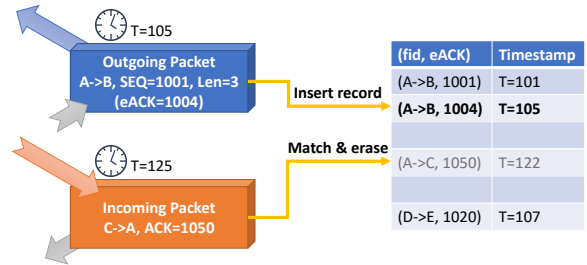 T=105
Outgoing Packet
A->B, SEQ=1001, Len=3
(eACK=1004)
Insert record
T=125
Incoming Packet
C->A, ACK=1050
Match & erase
(fid, eACK) Timestamp
(A->B, 1001) T=101
(A->B, 1004) T=105
(A->C, 1050) T=122
(D->E, 1020) T=107